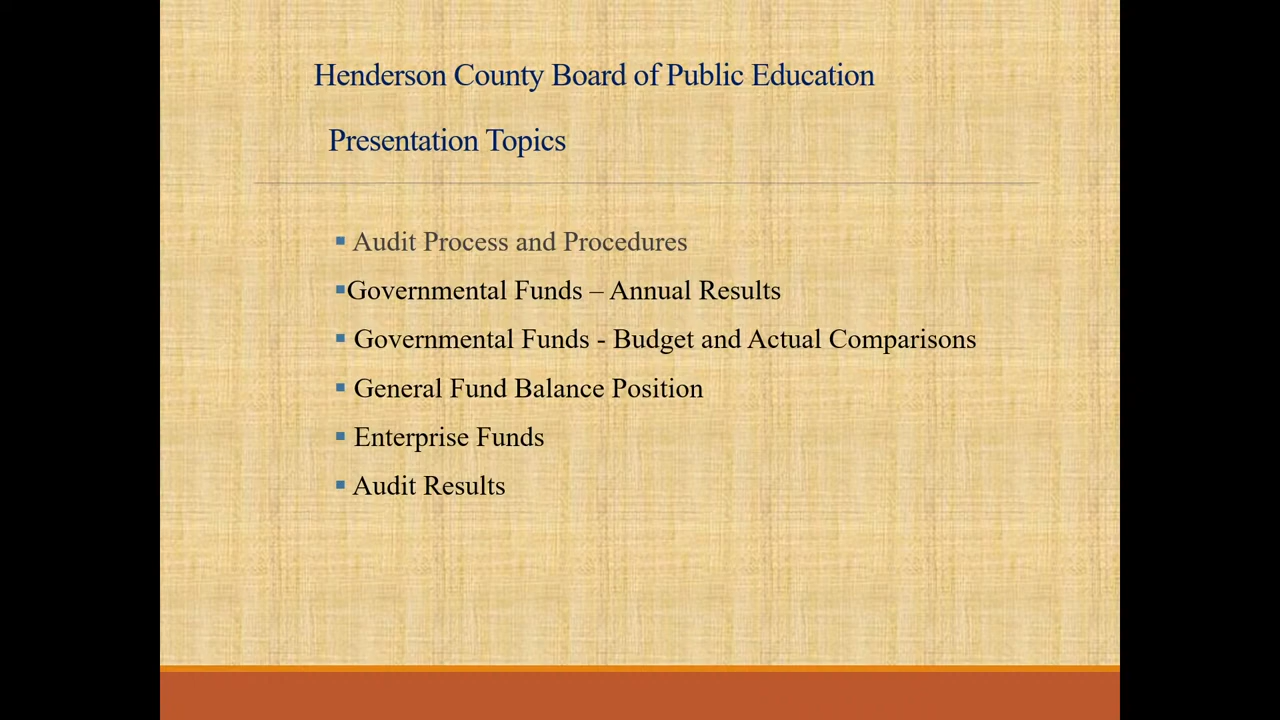 Henderson County Board of Public Education
Presentation Topics
▪ Audit Process and Procedures
▪Governmental Funds – Annual Results
▪ Governmental Funds - Budget and Actual Comparisons
▪ General Fund Balance Position
▪ Enterprise Funds
▪ Audit Results